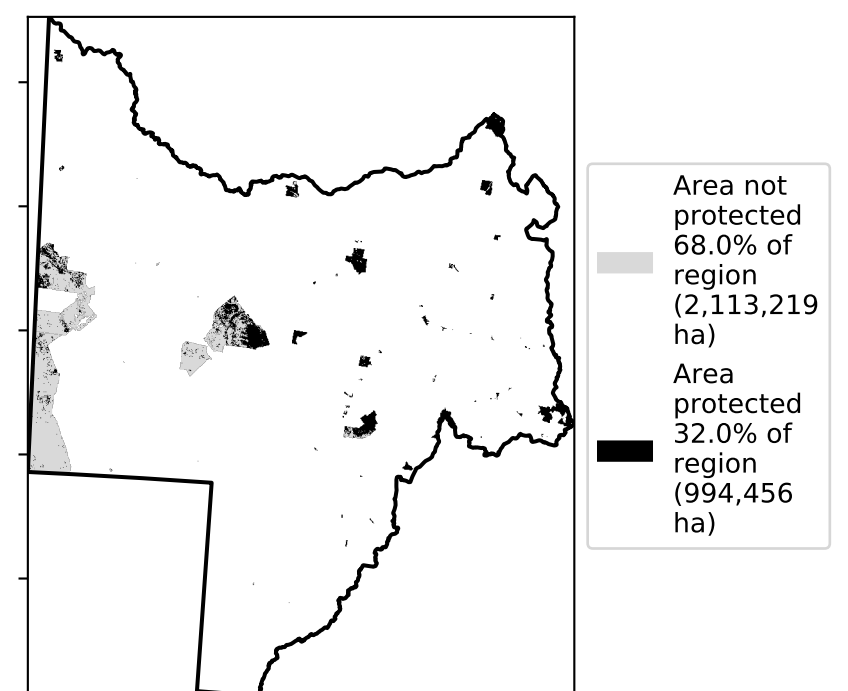 Area not
protected
68.0% of
region
(2,113,219
ha)
Area
protected
32.0% of
region
(994,456
ha)